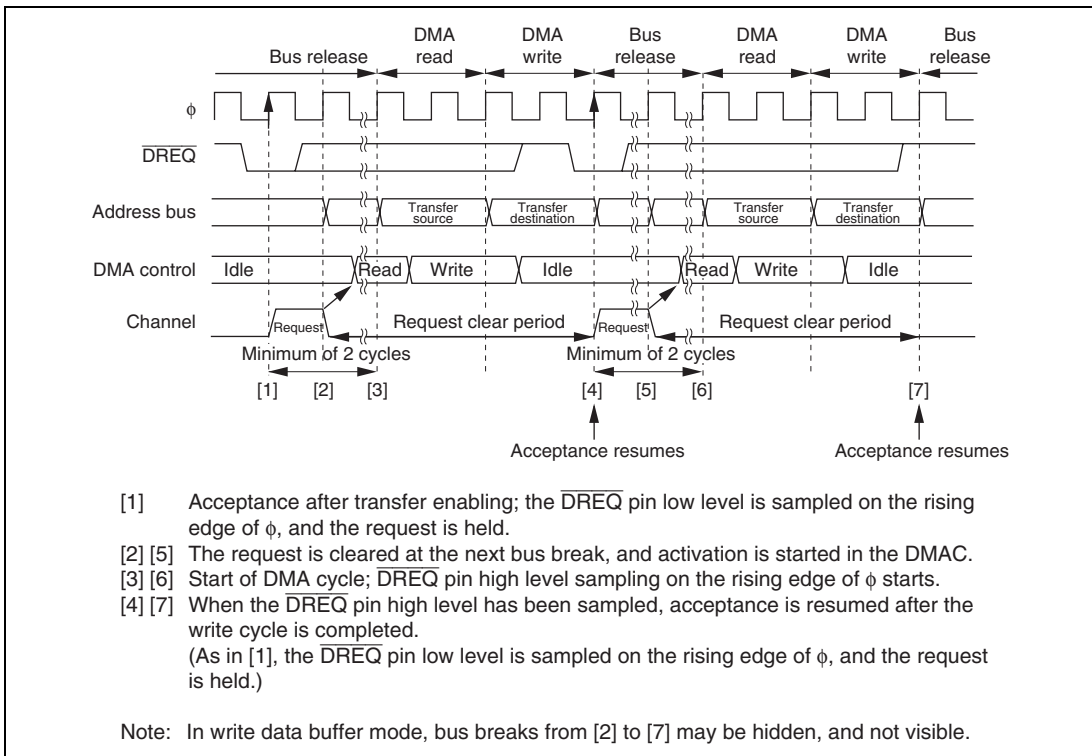 Bus release DMA read DMA write Bus release DMA read DMA write Bus release
φ
DREQ
Address bus Transfer source Transfer destination Transfer source Transfer destination
DMA control Idle Read Write Idle Read Write Idle
Channel Request Request clear period Request Request clear period
Minimum of 2 cycles Minimum of 2 cycles
[1] [2] [3] [4] [5] [6] [7]
Acceptance resumes Acceptance resumes
[1] Acceptance after transfer enabling; the DREQ pin low level is sampled on the rising
edge of φ, and the request is held.
[2] [5] The request is cleared at the next bus break, and activation is started in the DMAC.
[3] [6] Start of DMA cycle; DREQ pin high level sampling on the rising edge of φ starts.
[4] [7] When the DREQ pin high level has been sampled, acceptance is resumed after the
write cycle is completed.
(As in [1], the DREQ pin low level is sampled on the rising edge of φ, and the request
is held.)
Note: In write data buffer mode, bus breaks from [2] to [7] may be hidden, and not visible.